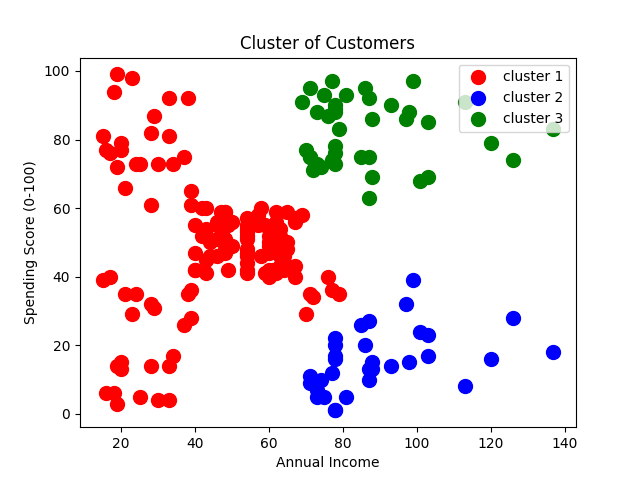 Cluster of Customers
cluster 1
cluster 2
cluster 3
Spending Score (0-100)
100
80
60
40
20
0
20 40 60 80 100 120 140
Annual Income